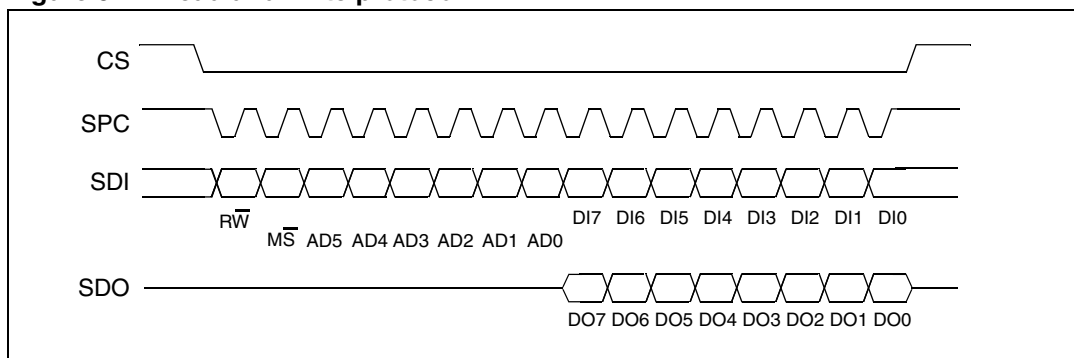 CS
SPC
SDI
RW̅
DI7 DI6 DI5 DI4 DI3 DI2 DI1 DI0
MS̅ AD5 AD4 AD3 AD2 AD1 AD0
SDO
DO7 DO6 DO5 DO4 DO3 DO2 DO1 DO0